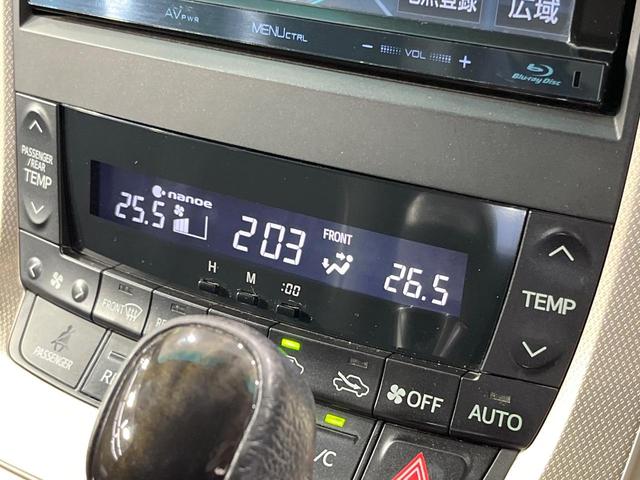 広域
AV PWR
MENU CTRL
VOL
Blu-ray Disc
PASSENGER
/REAR
TEMP
nanoe
25.5
203
FRONT
26.5
H M :00
TEMP
FRONT
PASSENGER
OFF
AUTO
/C